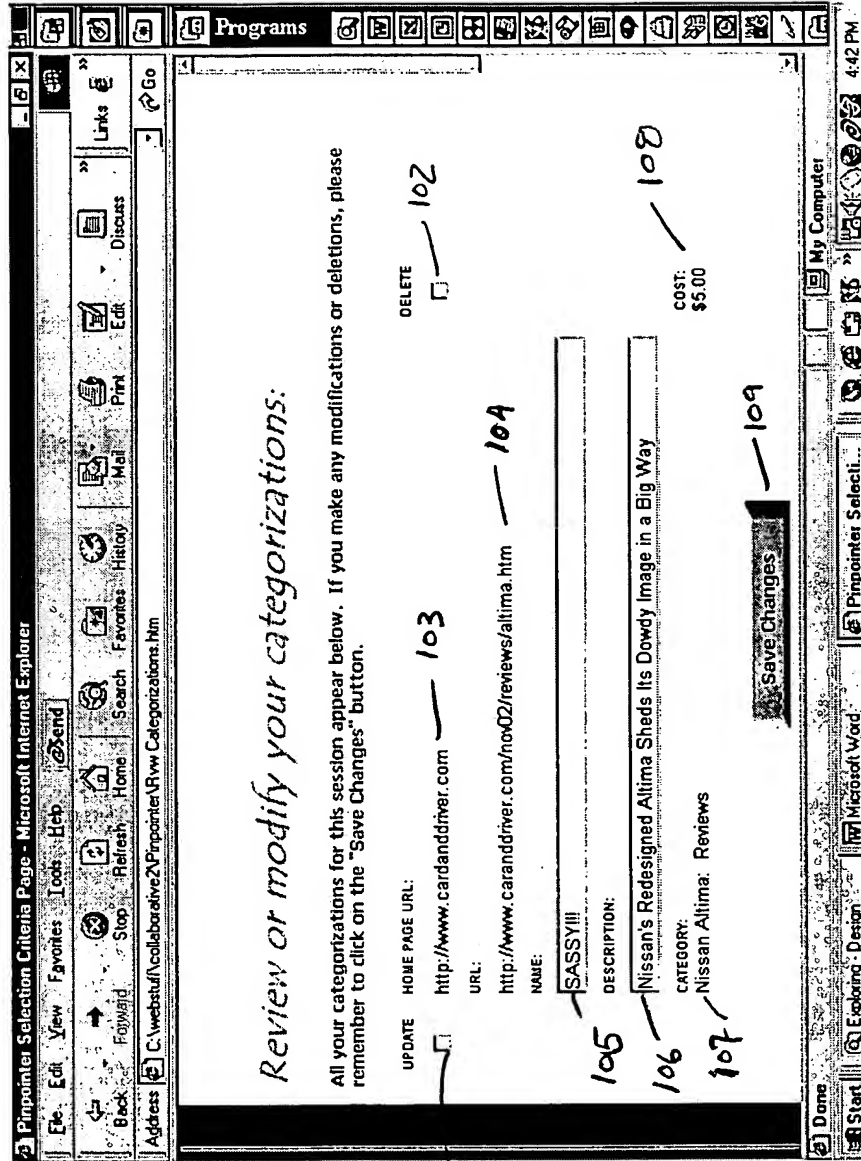 Pinpointer Selection Criteria Page - Microsoft Internet Explorer
File Edit View Favorites Tools Help Send
Back Forward Stop Refresh Home Search Favorites History Mail Print Edit Discuss Links
Address C:\webstuff\collaborative2\Pinpointer\Rvw Categorizations.htm Go
Programs
Review or modify your categorizations:
All your categorizations for this session appear below. If you make any modifications or deletions, please
remember to click on the "Save Changes" button.
UPDATE HOME PAGE URL: DELETE
http://www.cardanddriver.com 103 102
URL:
http://www.caranddriver.com/nov02/reviews/altima.htm 104
NAME:
SASSY!!!
105 DESCRIPTION:
Nissan's Redesigned Altima Sheds Its Dowdy Image in a Big Way
106
CATEGORY: COST: 108
Nissan Altima: Reviews $5.00
107
Save Changes 109
Done My Computer
Start Exploring - Design Microsoft Word Pinpointer Selecti... 4:42 PM